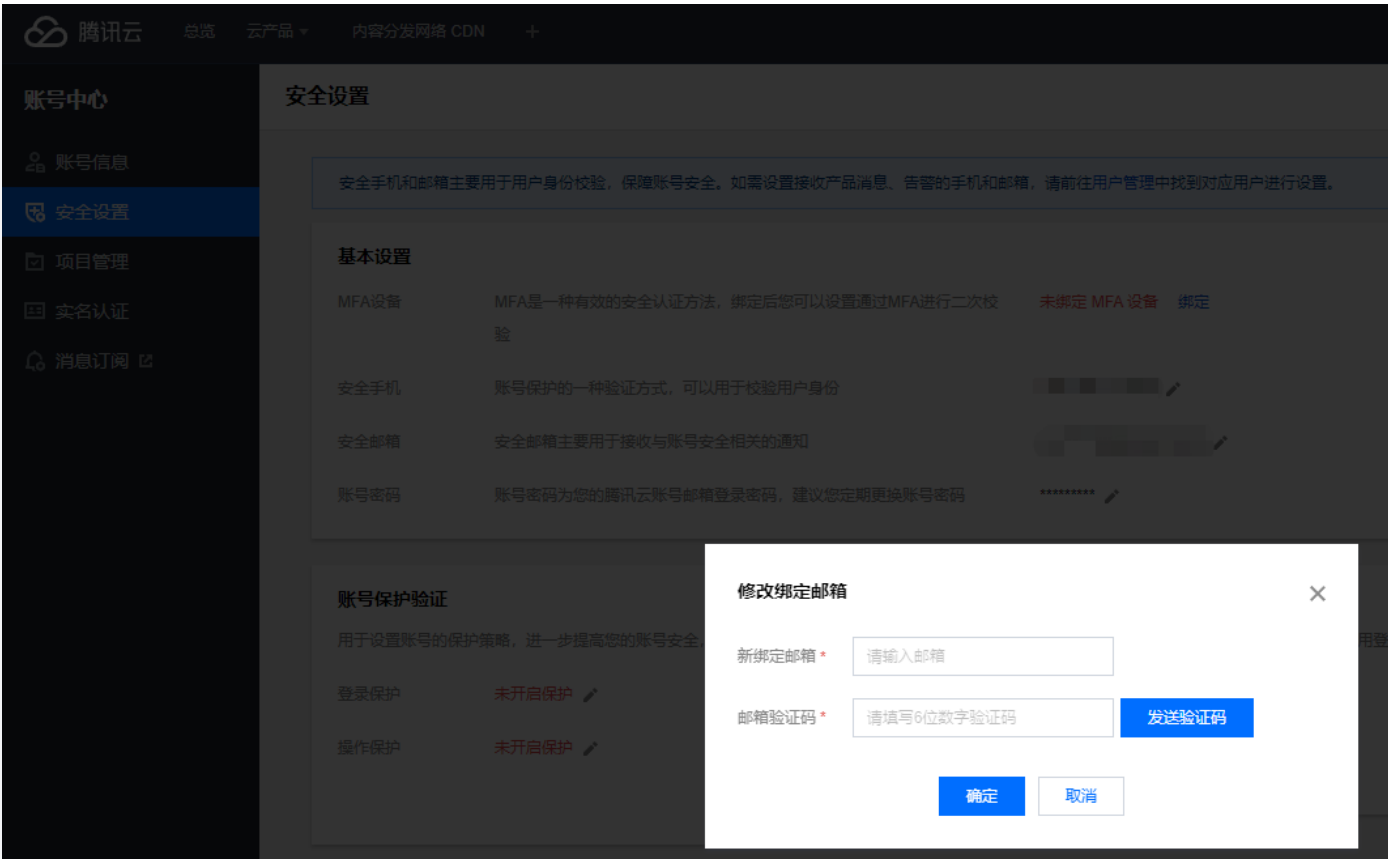 腾讯云 总览 云产品 内容分发网络 CDN
账号中心
账号信息
安全设置
项目管理
实名认证
消息订阅
安全设置
安全手机和邮箱主要用于用户身份校验，保障账号安全。如需设置接收产品消息、告警的手机和邮箱，请前往用户管理中找到对应用户进行设置。
基本设置
MFA设备 MFA是一种有效的安全认证方法，绑定后您可以设置通过MFA进行二次校 未绑定 MFA 设备 绑定
验
安全手机 账号保护的一种验证方式，可以用于校验用户身份
安全邮箱 安全邮箱主要用于接收与账号安全相关的通知
账号密码 账号密码为您的腾讯云账号邮箱登录密码，建议您定期更换账号密码 *********
账号保护验证
用于设置账号的保护策略，进一步提高您的账号安全， 用登
登录保护 未开启保护
操作保护 未开启保护
修改绑定邮箱
新绑定邮箱 * 请输入邮箱
邮箱验证码 * 请填写6位数字验证码 发送验证码
确定 取消